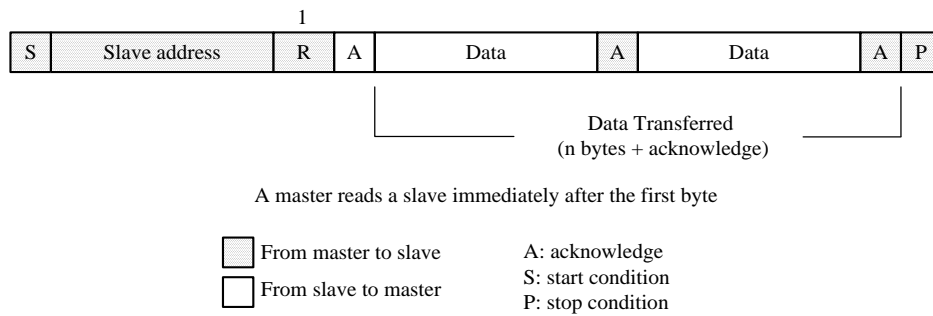 1
S Slave address R A Data A Data A P
Data Transferred
(n bytes + acknowledge)
A master reads a slave immediately after the first byte
From master to slave
From slave to master
A: acknowledge
S: start condition
P: stop condition